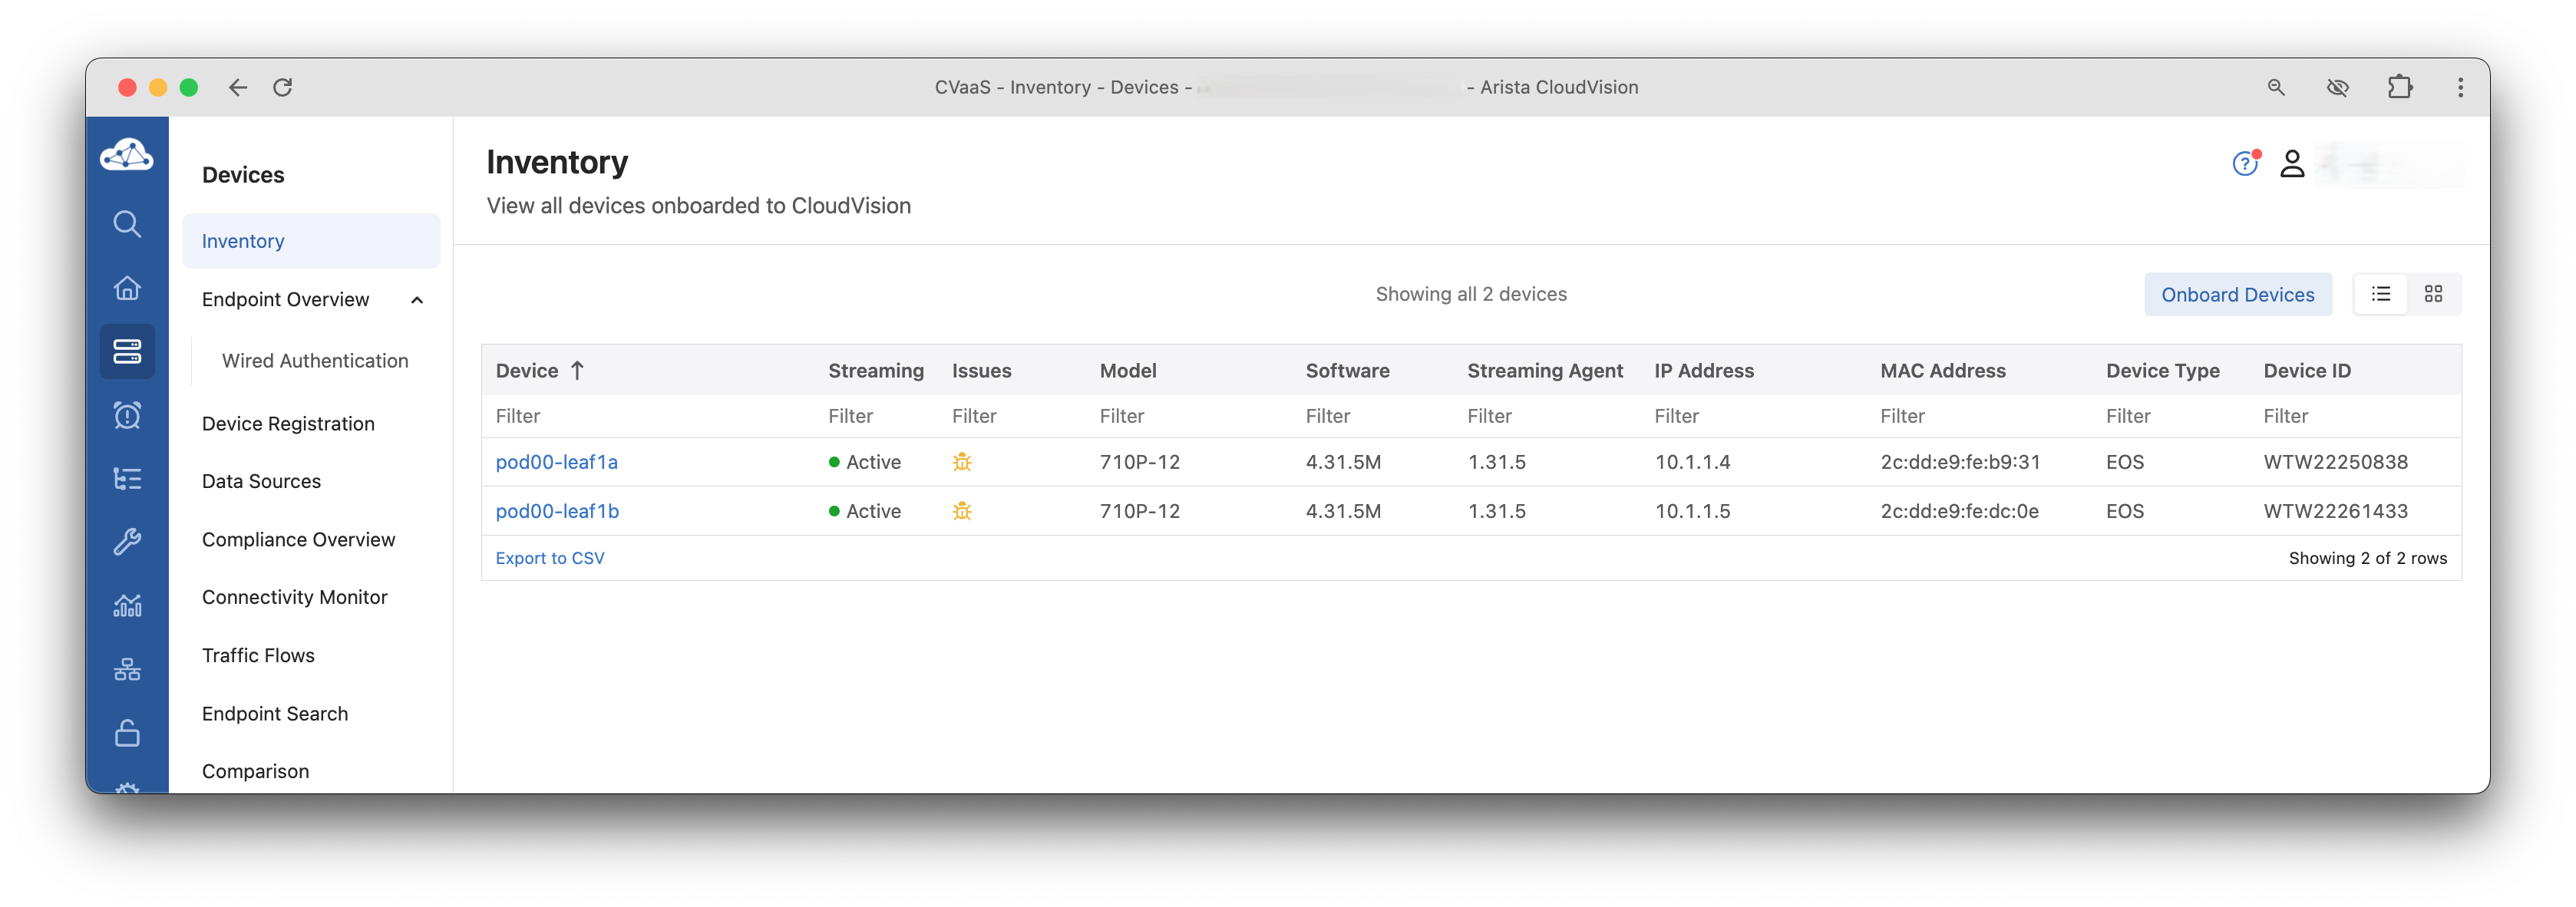 CVaaS - Inventory - Devices - - Arista CloudVision
Devices
Inventory
Endpoint Overview
Wired Authentication
Device Registration
Data Sources
Compliance Overview
Connectivity Monitor
Traffic Flows
Endpoint Search
Comparison
Inventory
View all devices onboarded to CloudVision
Showing all 2 devices
Onboard Devices
Device ↑ Streaming Issues Model Software Streaming Agent IP Address MAC Address Device Type Device ID
Filter Filter Filter Filter Filter Filter Filter Filter Filter Filter
pod00-leaf1a Active 710P-12 4.31.5M 1.31.5 10.1.1.4 2c:dd:e9:fe:b9:31 EOS WTW22250838
pod00-leaf1b Active 710P-12 4.31.5M 1.31.5 10.1.1.5 2c:dd:e9:fe:dc:0e EOS WTW22261433
Export to CSV Showing 2 of 2 rows